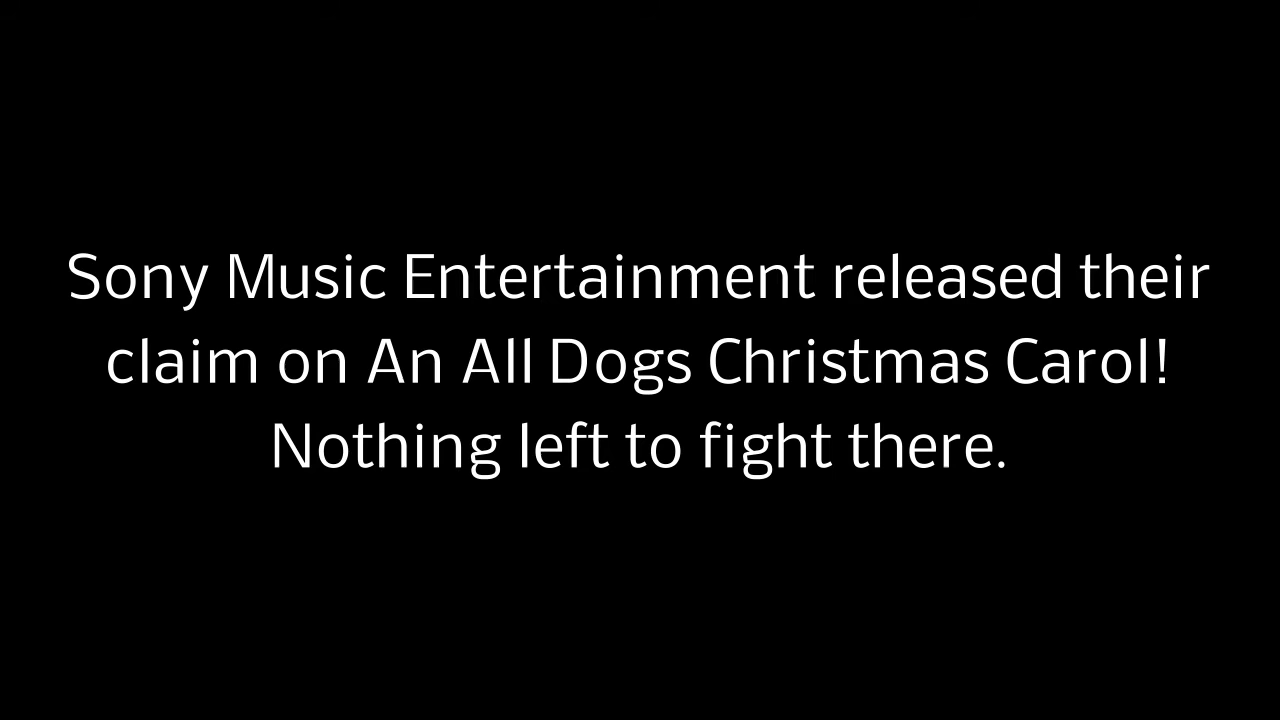 Sony Music Entertainment released their
claim on An All Dogs Christmas Carol!
Nothing left to fight there.